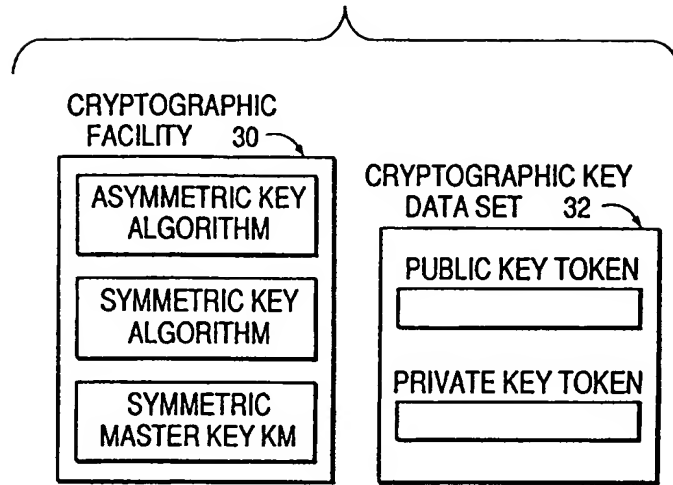 CRYPTOGRAPHIC
FACILITY 30
ASYMMETRIC KEY
ALGORITHM
SYMMETRIC KEY
ALGORITHM
SYMMETRIC
MASTER KEY KM
CRYPTOGRAPHIC KEY
DATA SET 32
PUBLIC KEY TOKEN
PRIVATE KEY TOKEN